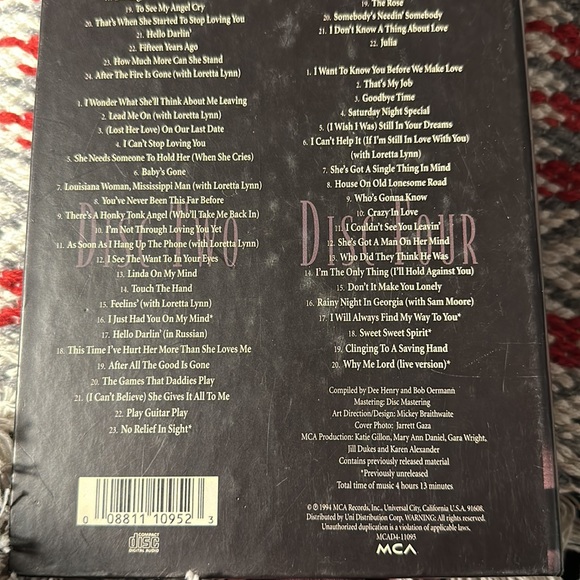 19. To See My Angel Cry
20. That's When She Started To Stop Loving You
21. Hello Darlin'
22. Fifteen Years Ago
23. How Much More Can She Stand
24. After The Fire Is Gone (with Loretta Lynn)
DISC TWO
1. I Wonder What She'll Think About Me Leaving
2. Lead Me On (with Loretta Lynn)
3. (Lost Her Love) On Our Last Date
4. I Can't Stop Loving You
5. She Needs Someone To Hold Her (When She Cries)
6. Baby's Gone
7. Louisiana Woman, Mississippi Man (with Loretta Lynn)
8. You've Never Been This Far Before
9. There's A Honky Tonk Angel (Who'll Take Me Back In)
10. I'm Not Through Loving You Yet
11. As Soon As I Hang Up The Phone (with Loretta Lynn)
12. I See The Want To In Your Eyes
13. Linda On My Mind
14. Touch The Hand
15. Feelins' (with Loretta Lynn)
16. I Just Had You On My Mind*
17. Hello Darlin' (in Russian)
18. This Time I've Hurt Her More Than She Loves Me
19. After All The Good Is Gone
20. The Games That Daddies Play
21. (I Can't Believe) She Gives It All To Me
22. Play Guitar Play
23. No Relief In Sight*
0 08811 10952 3
COMPACT
disc
DIGITAL AUDIO
19. The Rose
20. Somebody's Needin' Somebody
21. I Don't Know A Thing About Love
22. Julia
DISC FOUR
1. I Want To Know You Before We Make Love
2. That's My Job
3. Goodbye Time
4. Saturday Night Special
5. (I Wish I Was) Still In Your Dreams
6. I Can't Help It (If I'm Still In Love With You)
(with Loretta Lynn)
7. She's Got A Single Thing In Mind
8. House On Old Lonesome Road
9. Who's Gonna Know
10. Crazy In Love
11. I Couldn't See You Leavin'
12. She's Got A Man On Her Mind
13. Who Did They Think He Was
14. I'm The Only Thing (I'll Hold Against You)
15. Don't It Make You Lonely
16. Rainy Night In Georgia (with Sam Moore)
17. I Will Always Find My Way To You*
18. Sweet Sweet Spirit*
19. Clinging To A Saving Hand
20. Why Me Lord (live version)*
Compiled by Dee Henry and Bob Oermann
Mastering: Disc Mastering
Art Direction/Design: Mickey Braithwaite
Cover Photo: Jarrett Gaza
MCA Production: Katie Gillon, Mary Ann Daniel, Gara Wright,
Jill Dukes and Karen Alexander
Contains previously released material
*Previously unreleased
Total time of music 4 hours 13 minutes
© ℗ 1994 MCA Records, Inc., Universal City, California U.S.A. 91608.
Distributed by Uni Distribution Corp. WARNING: All rights reserved.
Unauthorized duplication is a violation of applicable laws.
MCAD4-11095
MCA